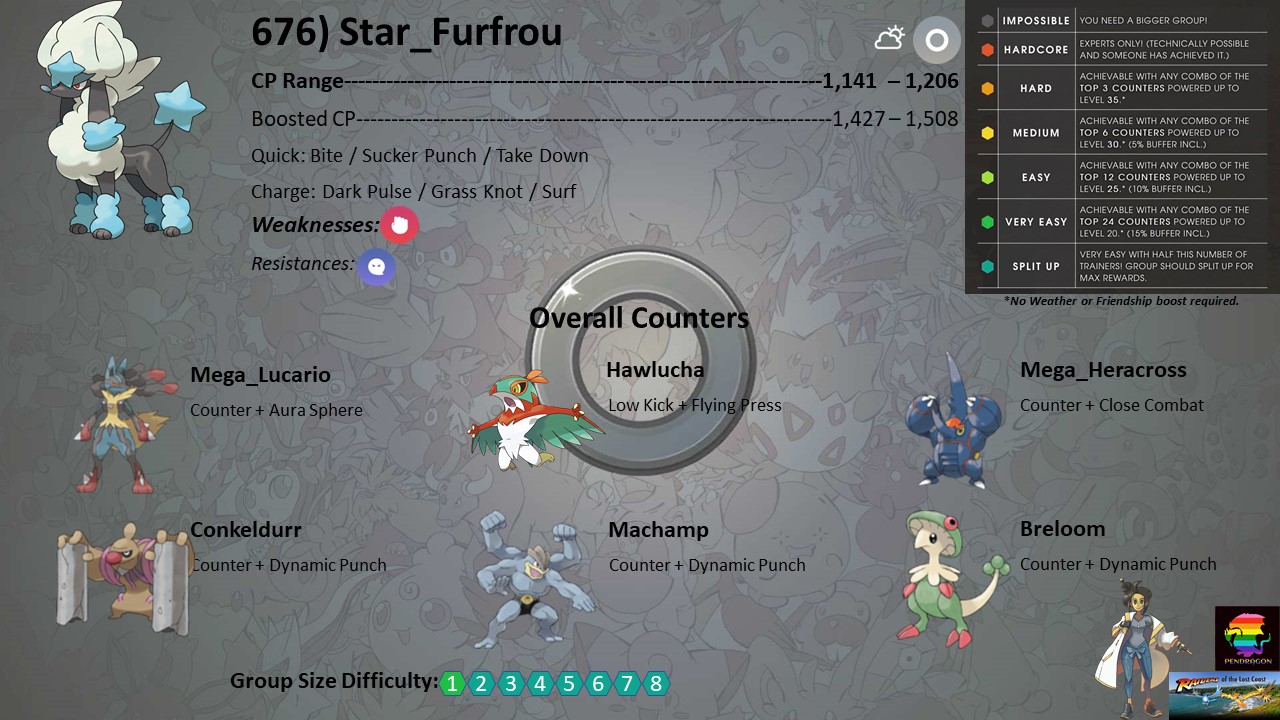 676) Star_Furfrou
CP Range--------------------------------------------------------------------1,141 – 1,206
Boosted CP--------------------------------------------------------------------1,427 – 1,508
Quick: Bite / Sucker Punch / Take Down
Charge: Dark Pulse / Grass Knot / Surf
Weaknesses:
Resistances:
IMPOSSIBLE YOU NEED A BIGGER GROUP!
HARDCORE EXPERTS ONLY! (TECHNICALLY POSSIBLE
AND SOMEONE HAS ACHIEVED IT.)
HARD ACHIEVABLE WITH ANY COMBO OF THE
TOP 3 COUNTERS POWERED UP TO
LEVEL 35.*
MEDIUM ACHIEVABLE WITH ANY COMBO OF THE
TOP 6 COUNTERS POWERED UP TO
LEVEL 30.* (5% BUFFER INCL.)
EASY ACHIEVABLE WITH ANY COMBO OF THE
TOP 12 COUNTERS POWERED UP TO
LEVEL 25.* (10% BUFFER INCL.)
VERY EASY ACHIEVABLE WITH ANY COMBO OF THE
TOP 24 COUNTERS POWERED UP TO
LEVEL 20.* (15% BUFFER INCL.)
SPLIT UP VERY EASY WITH HALF THIS NUMBER OF
TRAINERS! GROUP SHOULD SPLIT UP FOR
MAX REWARDS.
*No Weather or Friendship boost required.
Overall Counters
Mega_Lucario
Counter + Aura Sphere
Hawlucha
Low Kick + Flying Press
Mega_Heracross
Counter + Close Combat
Conkeldurr
Counter + Dynamic Punch
Machamp
Counter + Dynamic Punch
Breloom
Counter + Dynamic Punch
Group Size Difficulty: 1 2 3 4 5 6 7 8
PENDROGON
RAIDERS of the Lost Coast